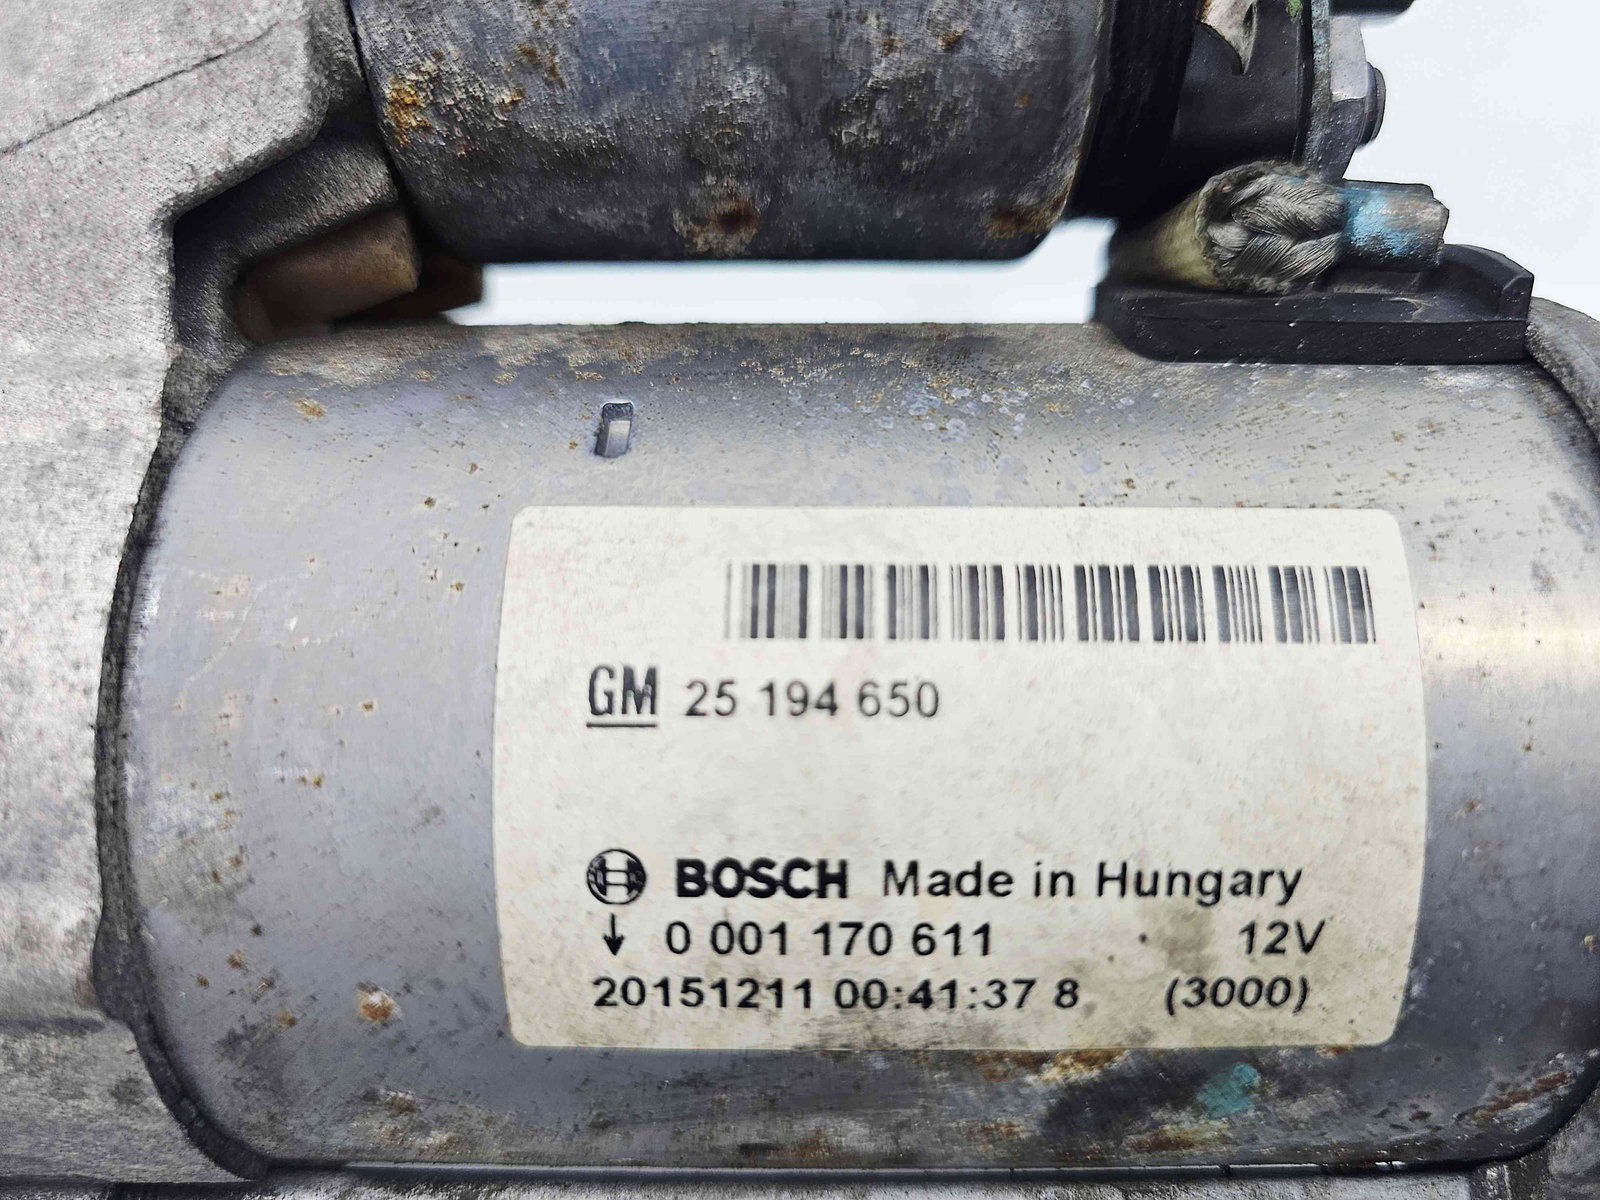 GM 25 194 650
BOSCH Made in Hungary
↓ 0 001 170 611 12V
20151211 00:41:37 8 (3000)